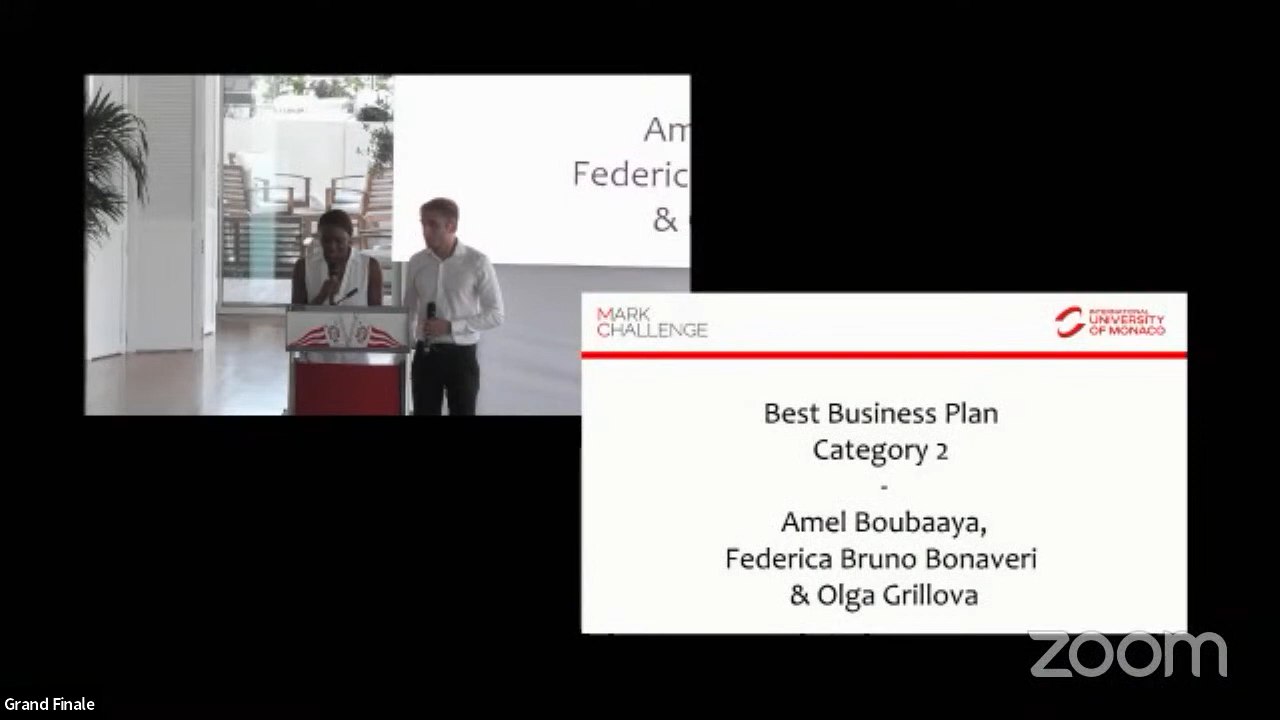 Am
Federic
&
MARK
CHALLENGE
INTERNATIONAL
UNIVERSITY
OF MONACO
Best Business Plan
Category 2
-
Amel Boubaaya,
Federica Bruno Bonaveri
& Olga Grillova
zoom
Grand Finale